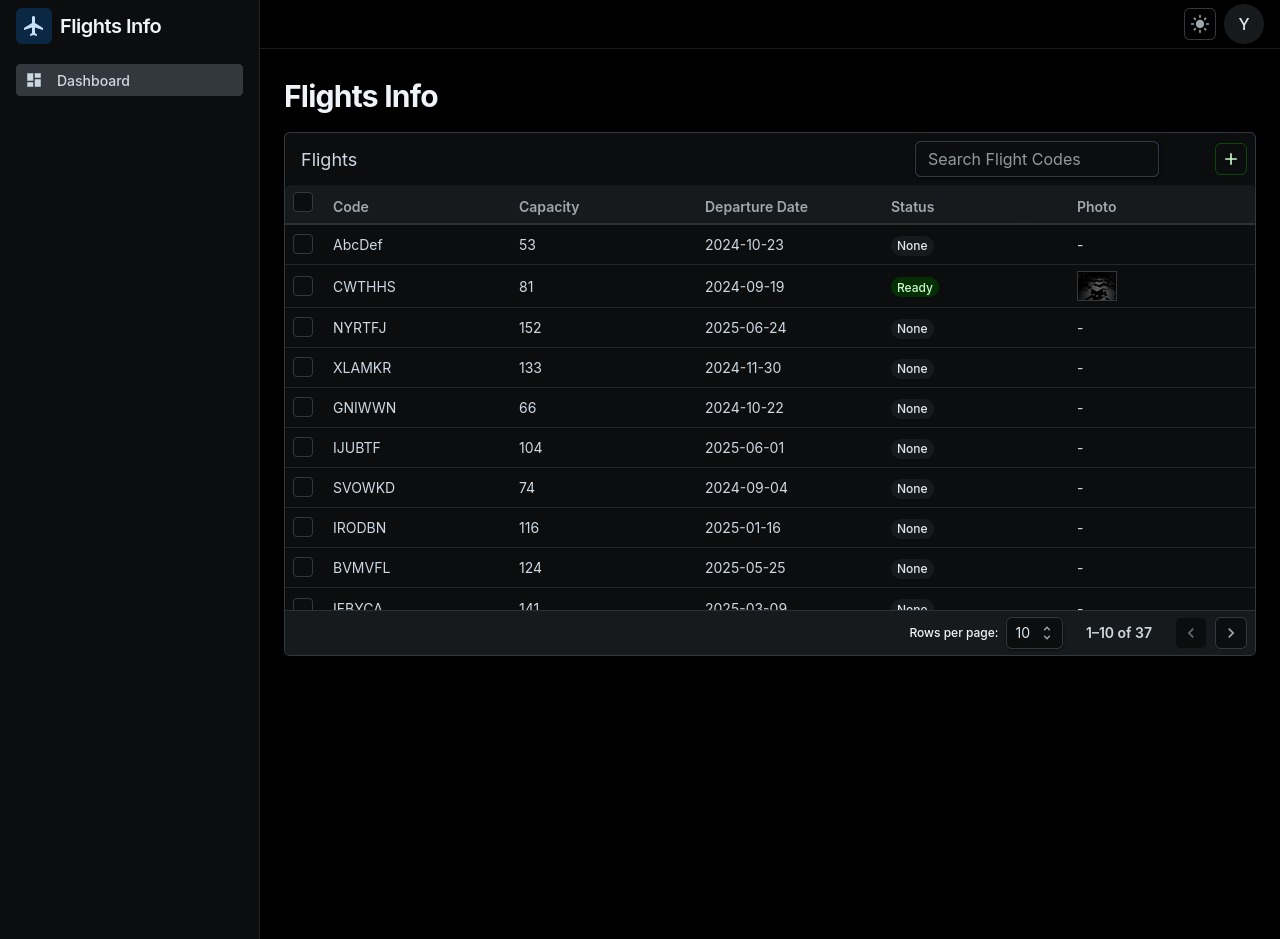 Flights Info
Y
Dashboard
Flights Info
Flights
Search Flight Codes
Code Capacity Departure Date Status Photo
AbcDef 53 2024-10-23 None -
CWTHHS 81 2024-09-19 Ready
NYRTFJ 152 2025-06-24 None -
XLAMKR 133 2024-11-30 None -
GNIWWN 66 2024-10-22 None -
IJUBTF 104 2025-06-01 None -
SVOWKD 74 2024-09-04 None -
IRODBN 116 2025-01-16 None -
BVMVFL 124 2025-05-25 None -
141 2025-03-09 None -
Rows per page: 10 1–10 of 37